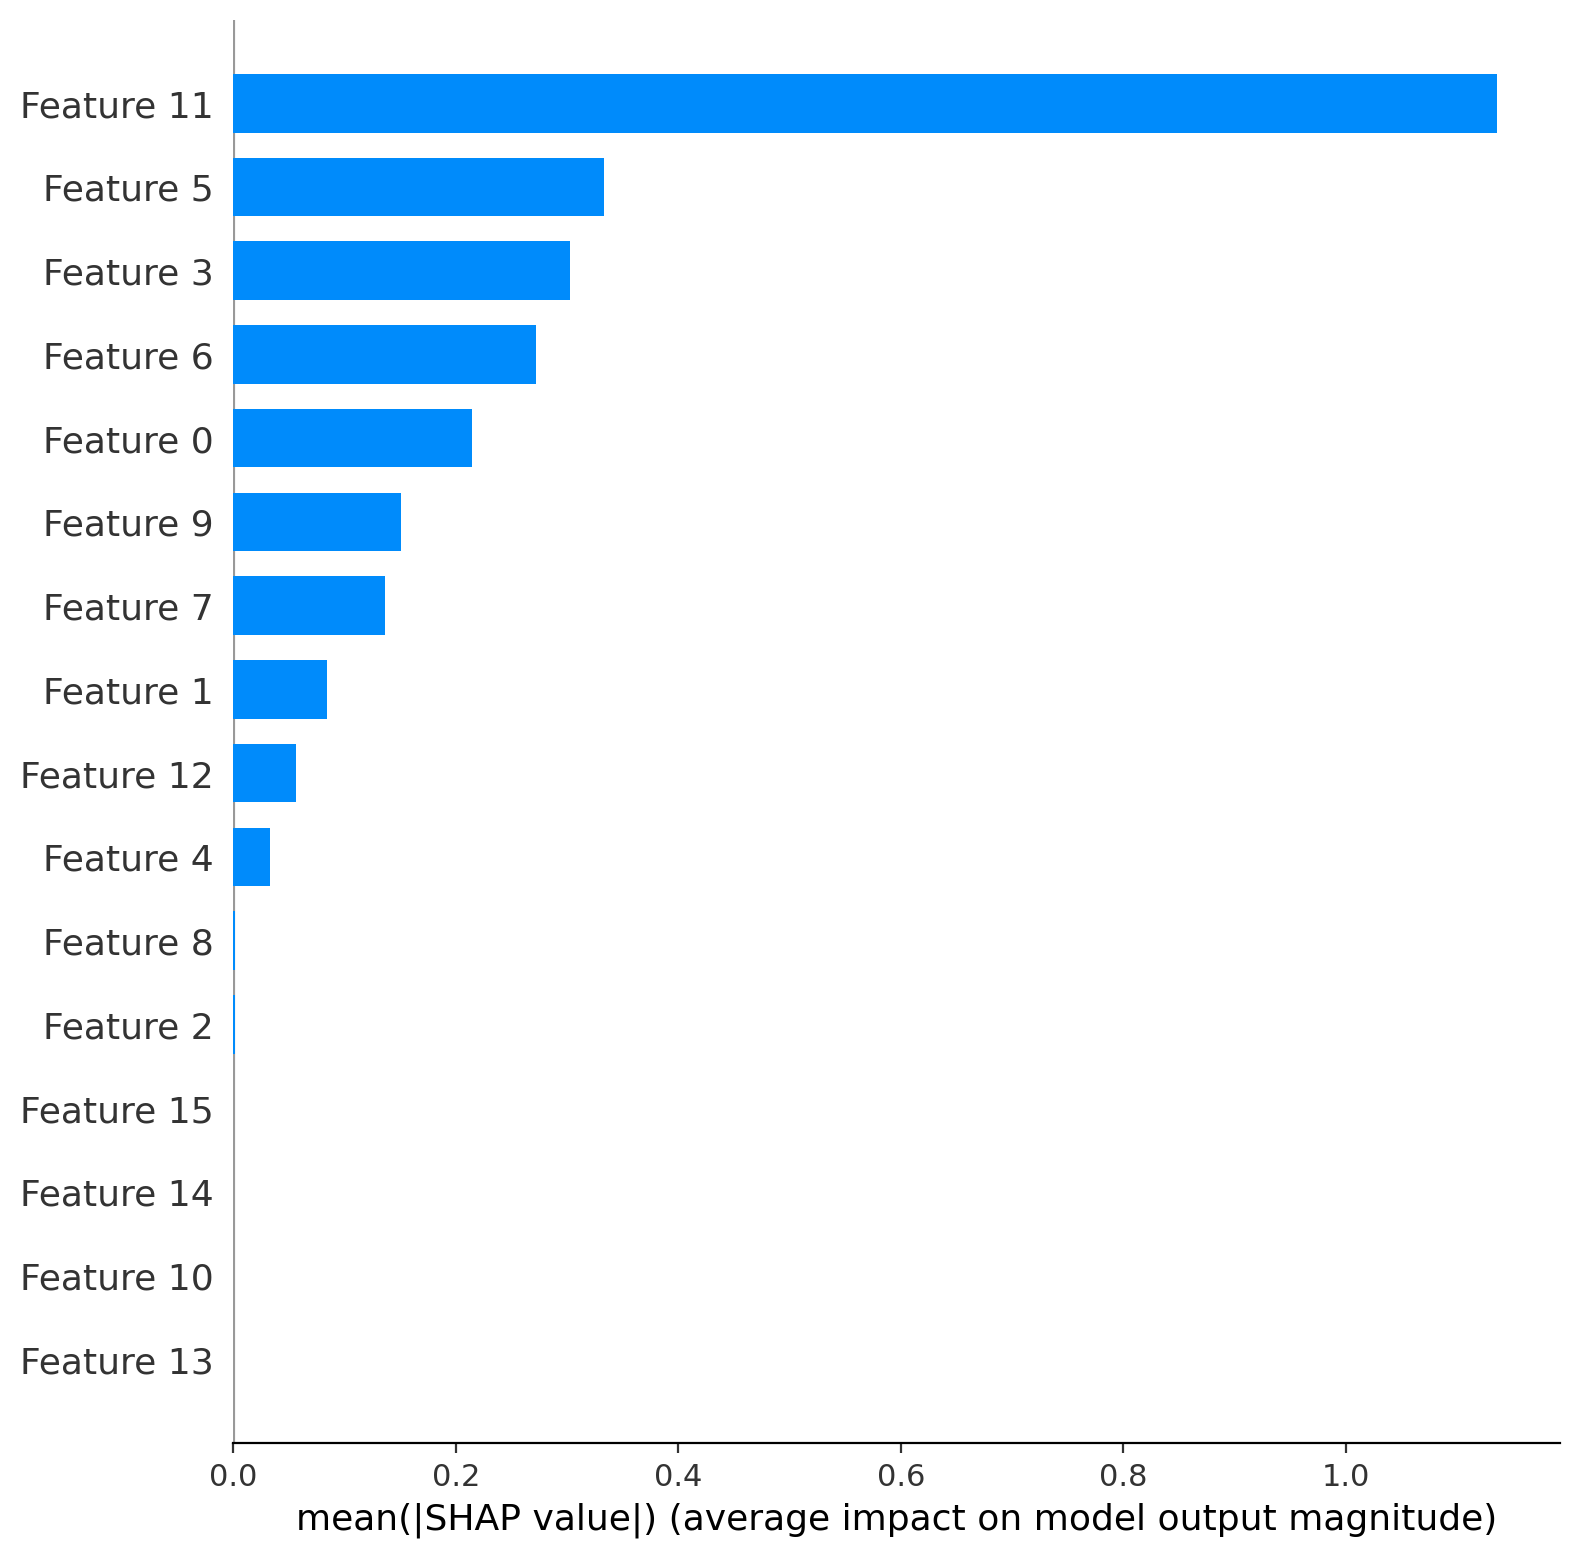 Feature 11
Feature 5
Feature 3
Feature 6
Feature 0
Feature 9
Feature 7
Feature 1
Feature 12
Feature 4
Feature 8
Feature 2
Feature 15
Feature 14
Feature 10
Feature 13
0.0 0.2 0.4 0.6 0.8 1.0
mean(|SHAP value|) (average impact on model output magnitude)